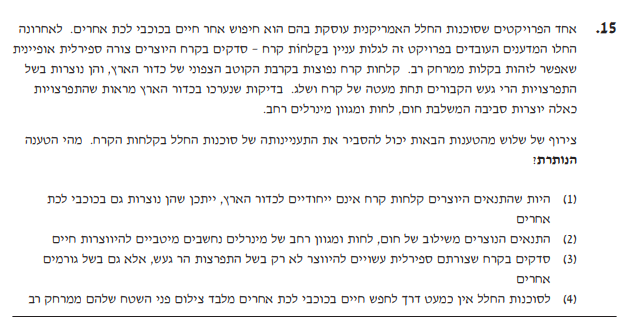 15. אחד הפרויקטים שסוכנות החלל האמריקנית עוסקת בהם הוא חיפוש אחר חיים בכוכבי לכת אחרים. לאחרונה
החלו המדענים העובדים בפרויקט זה לגלות עניין בקַלחוֹת קרח – סדקים בקרח היוצרים צורה ספירלית אופיינית
שאפשר לזהות בקלות ממרחק רב. קלחות קרח נפוצות בקרבת הקוטב הצפוני של כדור הארץ, והן נוצרות בשל
התפרצויות הרי געש הקבורים תחת מעטה של קרח ושלג. בדיקות שנערכו בכדור הארץ מראות שהתפרצויות
כאלה יוצרות סביבה המשלבת חום, לחות ומגוון מינרלים רחב.
צירוף של שלוש מהטענות הבאות יכול להסביר את התעניינותה של סוכנות החלל בקלחות הקרח. מהי הטענה
הנותרת?
(1) היות שהתנאים היוצרים קלחות קרח אינם ייחודיים לכדור הארץ, ייתכן שהן נוצרות גם בכוכבי לכת
אחרים
(2) התנאים הנוצרים משילוב של חום, לחות ומגוון רחב של מינרלים נחשבים מיטביים להיווצרות חיים
(3) סדקים בקרח שצורתם ספירלית עשויים להיווצר לא רק בשל התפרצות הר געש, אלא גם בשל גורמים
אחרים
(4) לסוכנות החלל אין כמעט דרך לחפש חיים בכוכבי לכת אחרים מלבד צילום פני השטח שלהם ממרחק רב